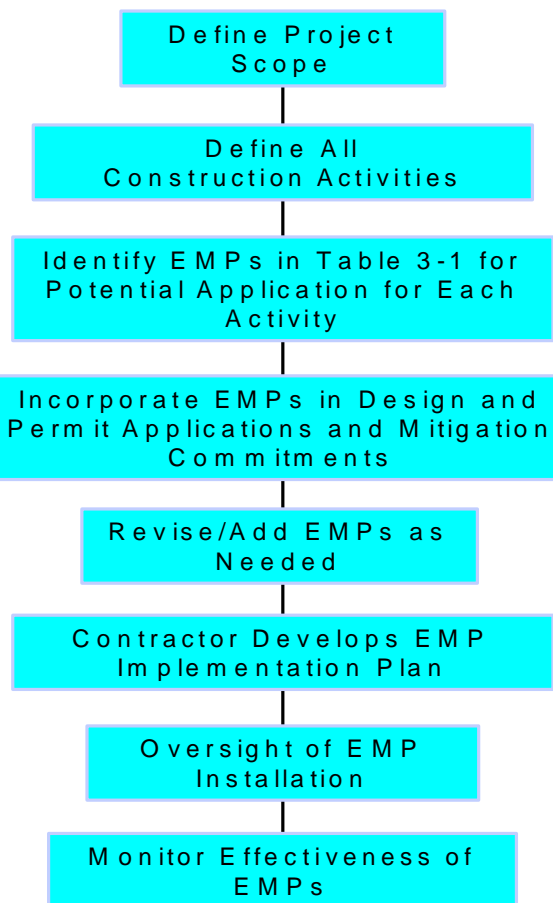 Define Project
Scope
Define All
Construction Activities
Identify EMPs in Table 3-1 for
Potential Application for Each
Activity
Incorporate EMPs in Design and
Permit Applications and Mitigation
Commitments
Revise/Add EMPs as
Needed
Contractor Develops EMP
Implementation Plan
Oversight of EMP
Installation
Monitor Effectiveness of
EMPs